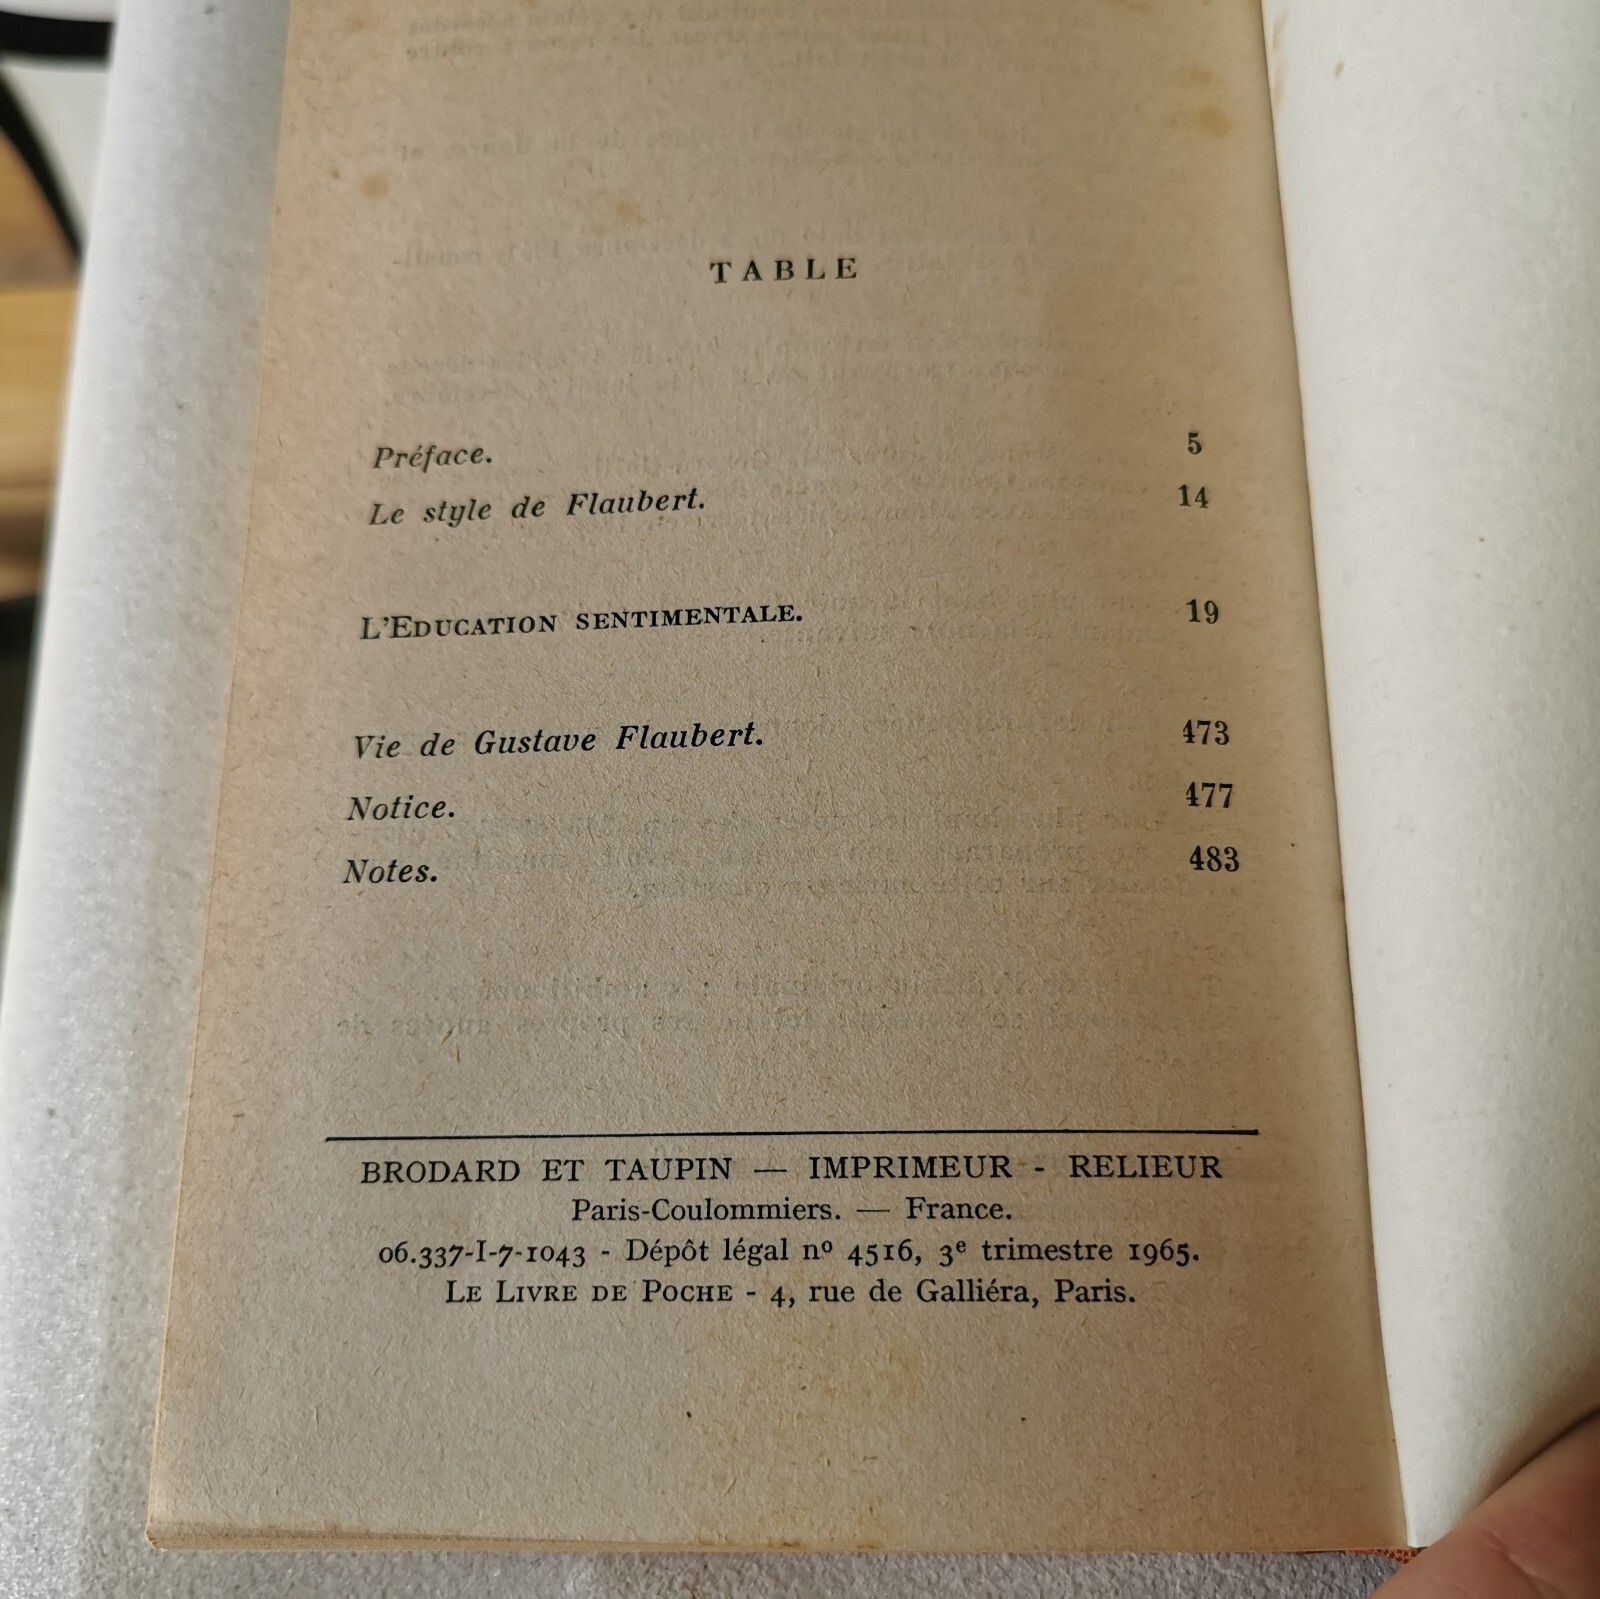 TABLE
Préface. 5
Le style de Flaubert. 14
L'EDUCATION SENTIMENTALE. 19
Vie de Gustave Flaubert. 473
Notice. 477
Notes. 483
BRODARD ET TAUPIN — IMPRIMEUR - RELIEUR
Paris-Coulommiers. — France.
06.337-I-7-1043 - Dépôt légal nº 4516, 3e trimestre 1965.
LE LIVRE DE POCHE - 4, rue de Galliéra, Paris.